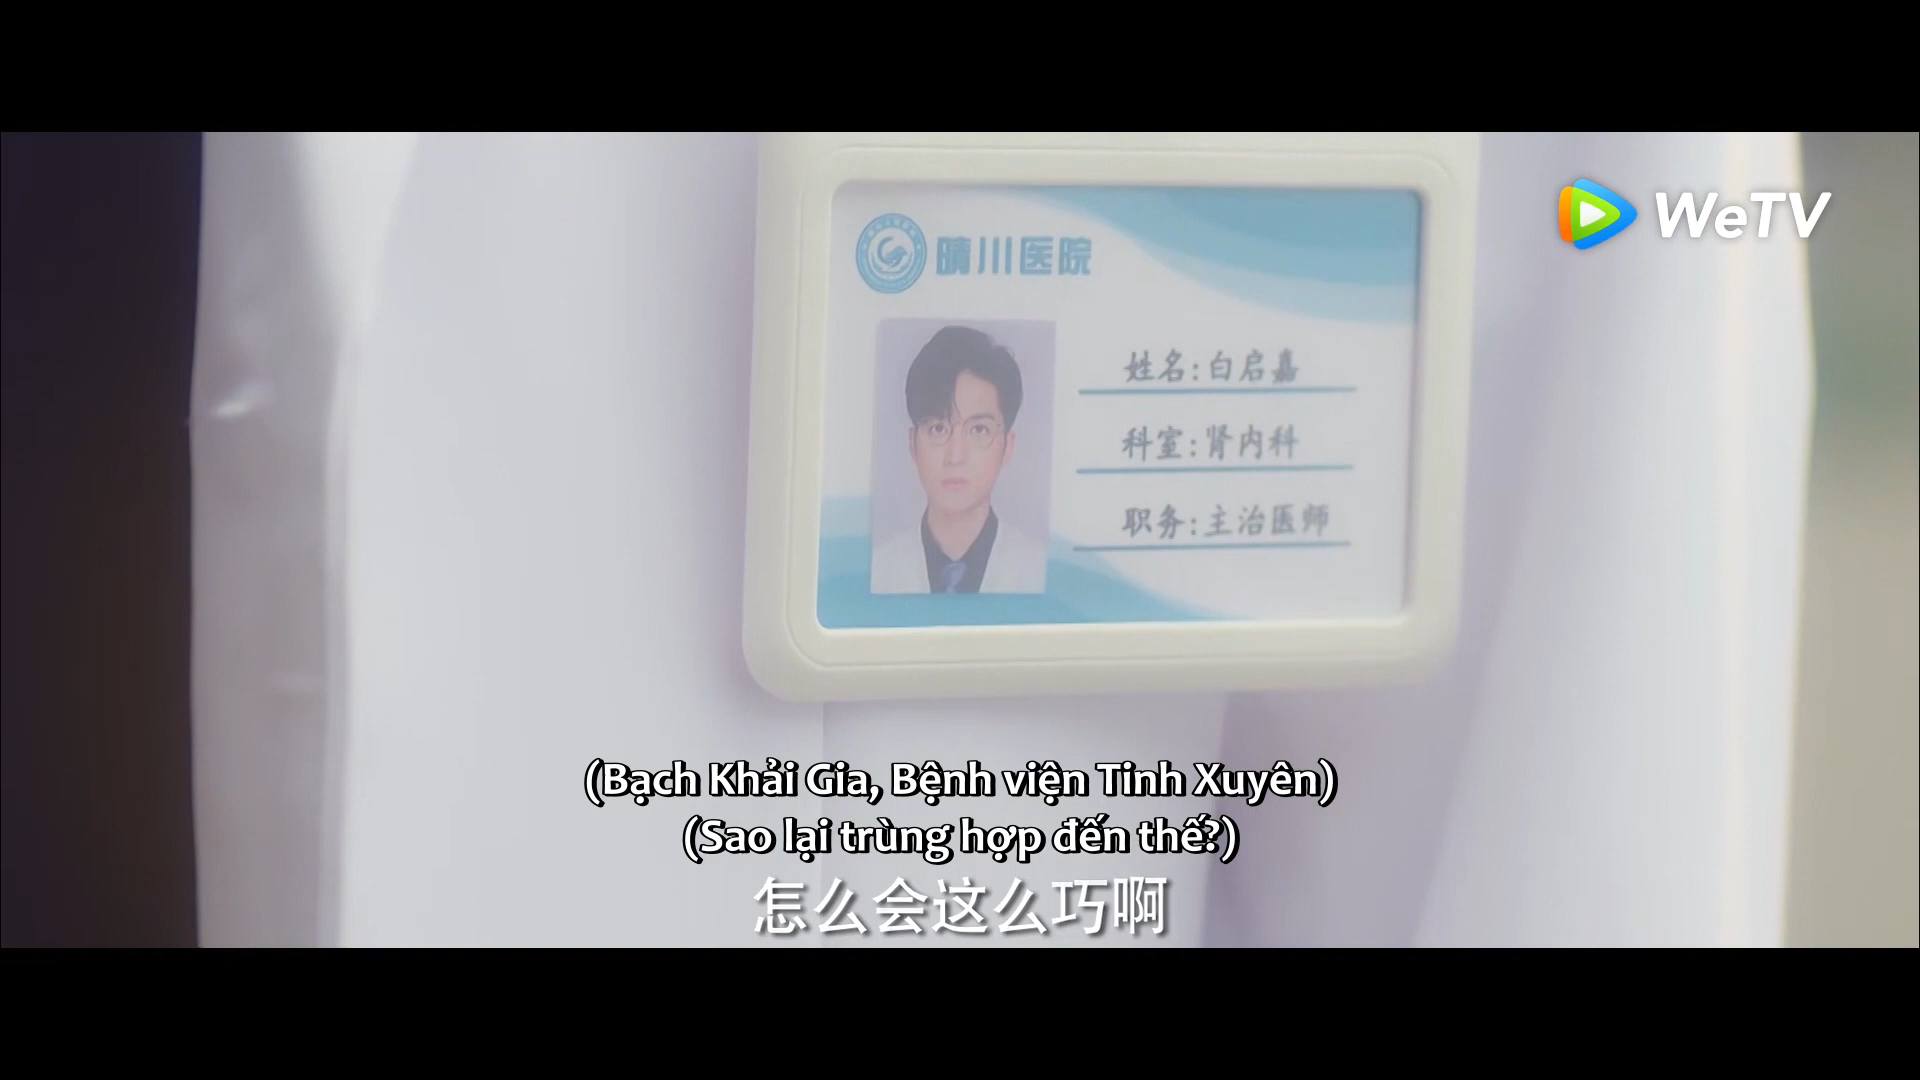 WeTV
晴川医院
姓名:白启嘉
科室:肾内科
职务:主治医师
(Bạch Khải Gia, Bệnh viện Tinh Xuyên)
(Sao lại trùng hợp đến thế?)
怎么会这么巧啊